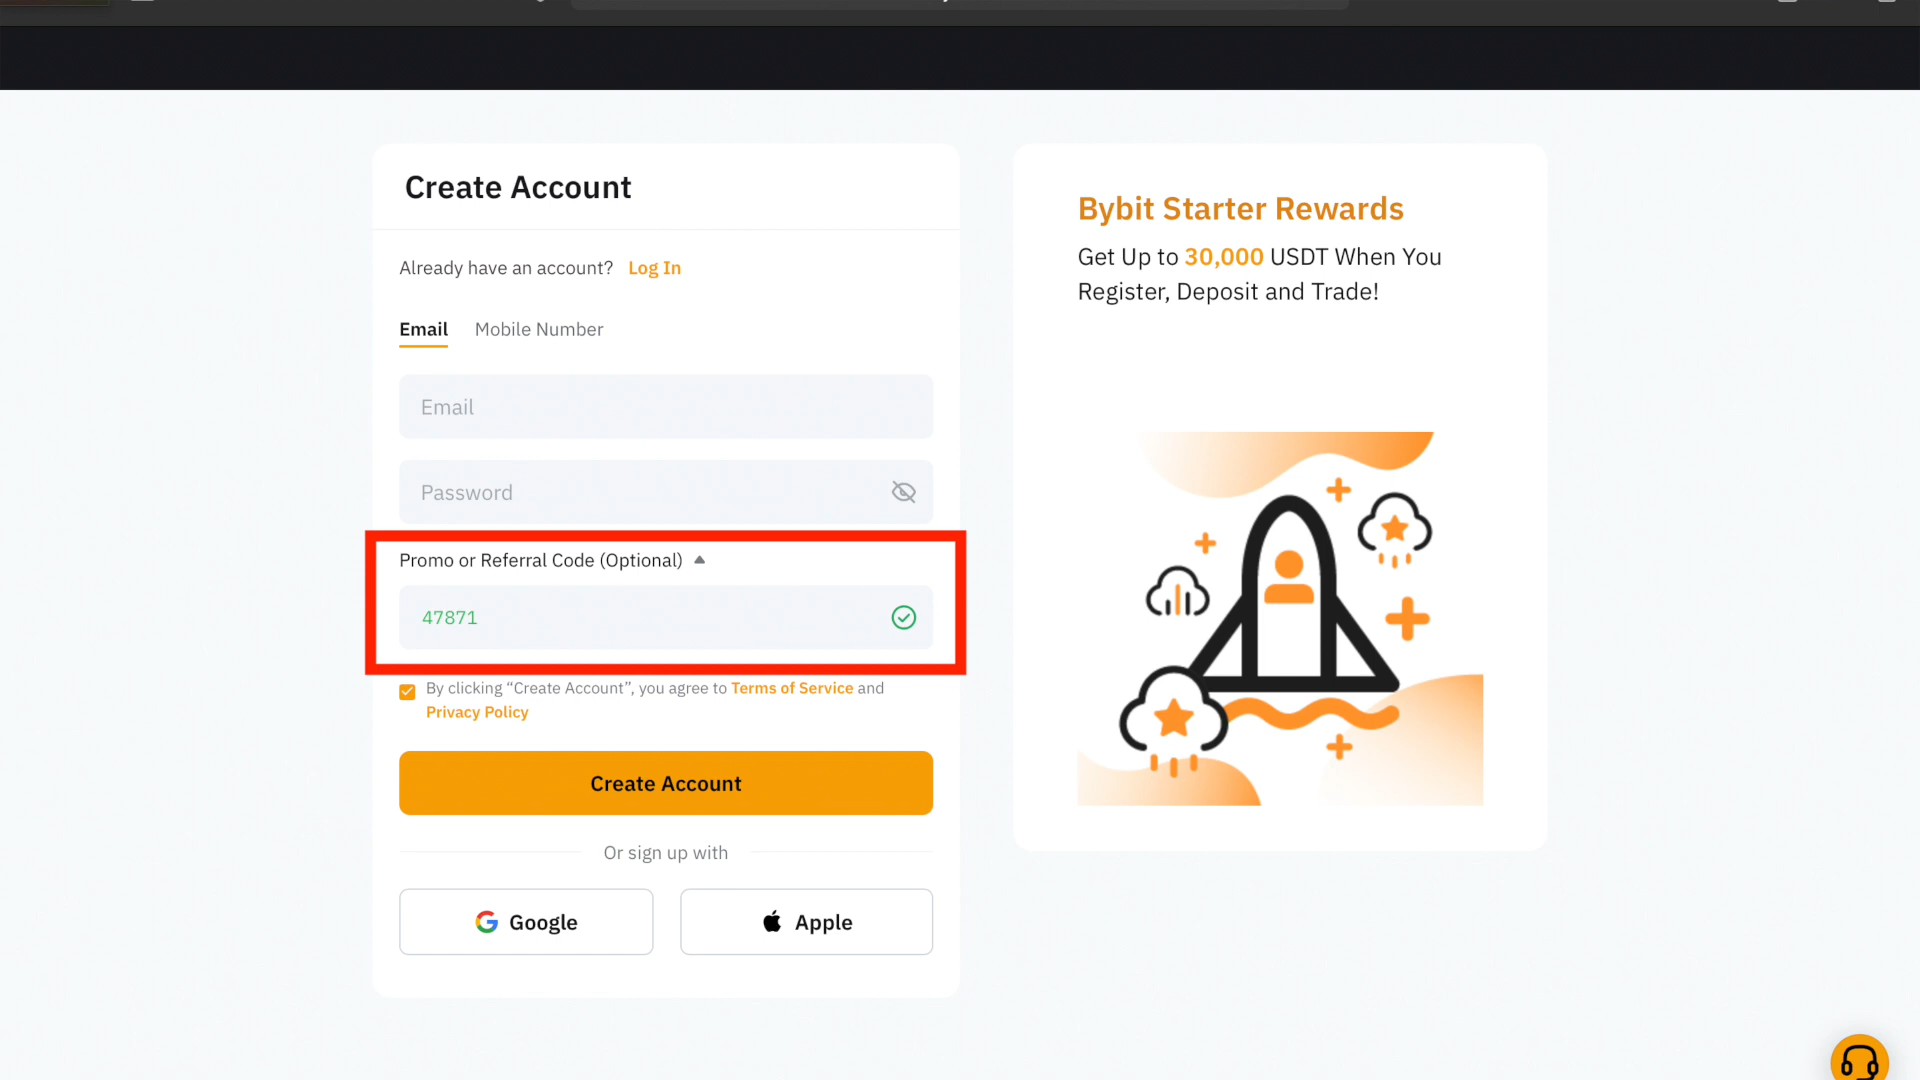 Create Account
Already have an account? Log In
Email Mobile Number
Email
Password
Promo or Referral Code (Optional)
47871
By clicking “Create Account”, you agree to Terms of Service and
Privacy Policy
Create Account
Or sign up with
Google
Apple
Bybit Starter Rewards
Get Up to 30,000 USDT When You
Register, Deposit and Trade!